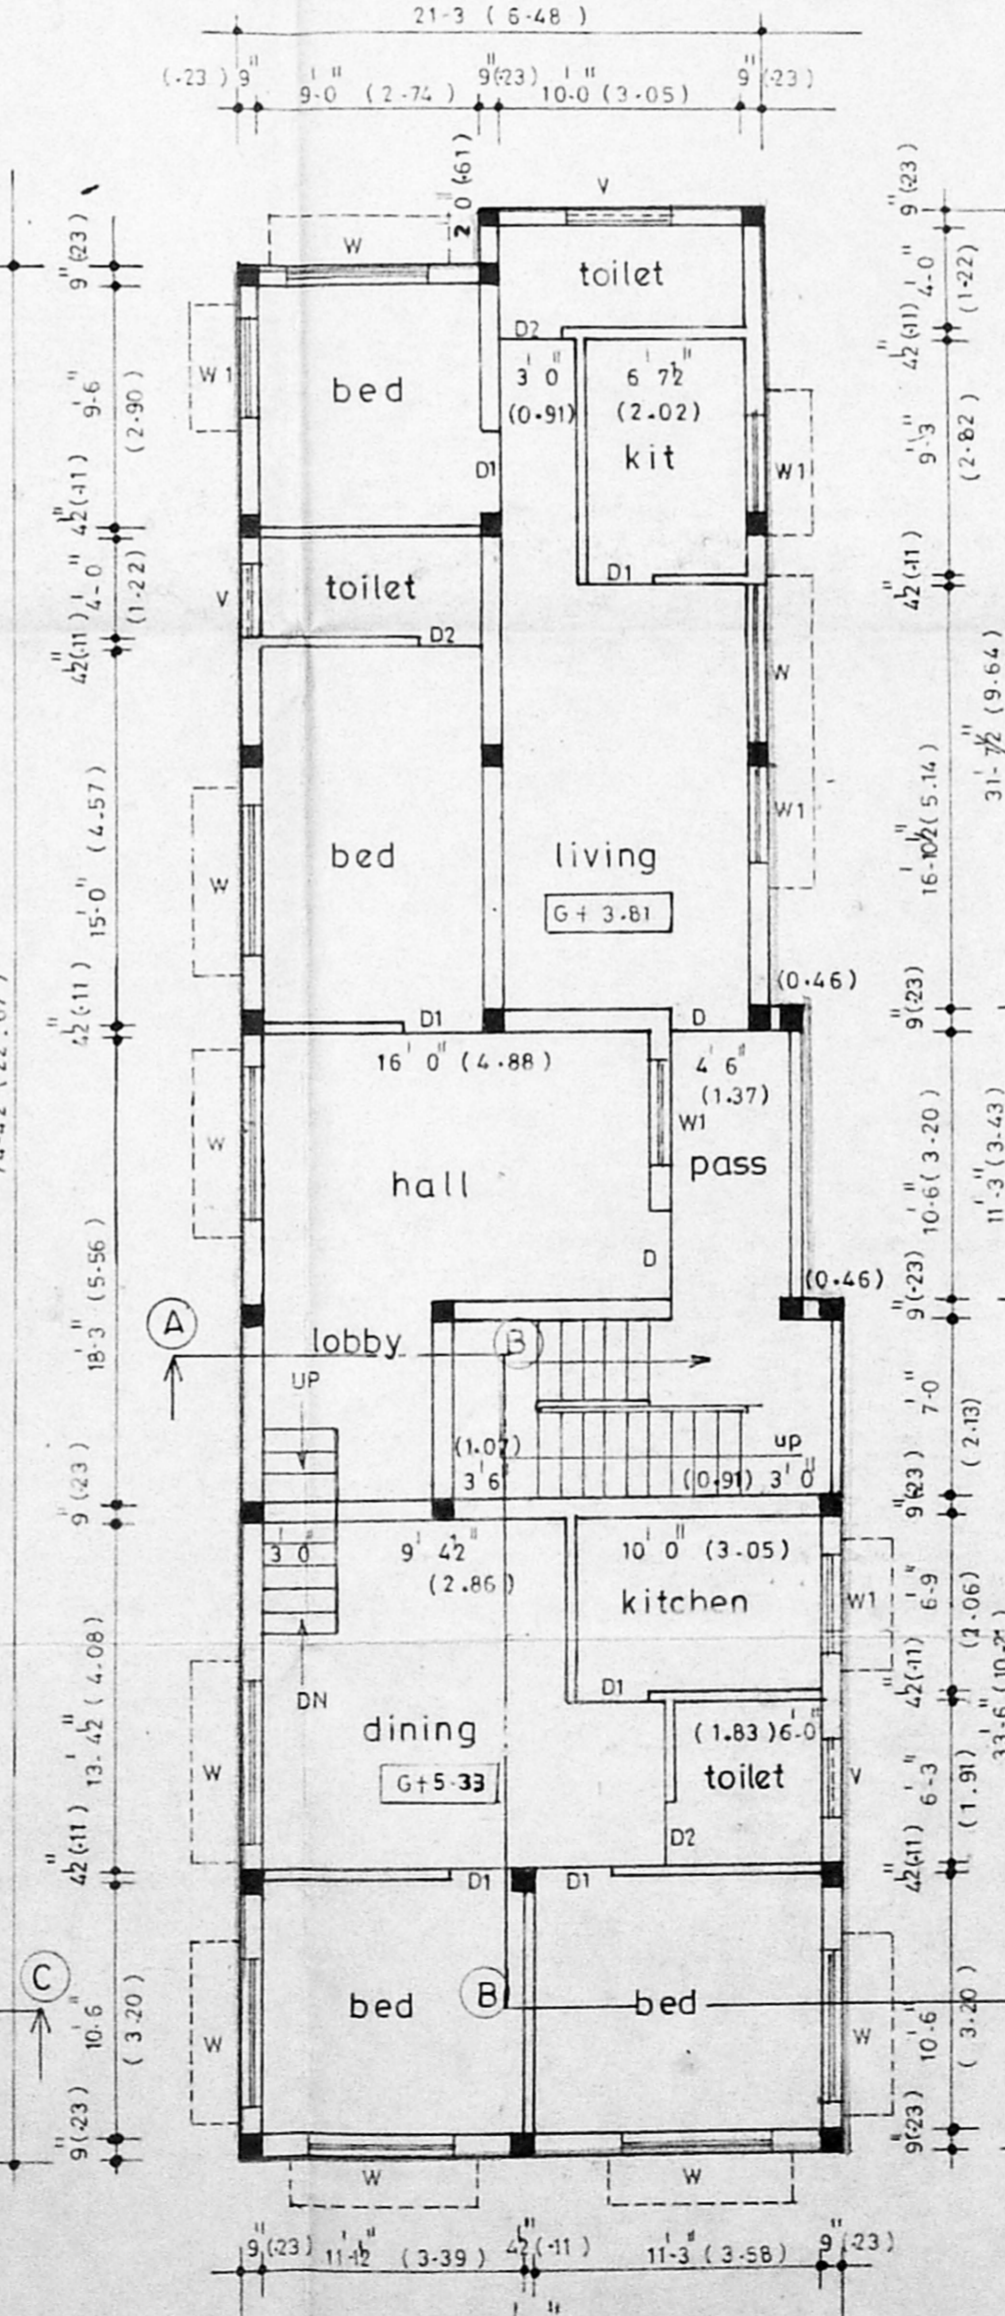 21-3 (6.48)
(.23) 9" 9'-0" (2.74) 9"(.23) 10'-0" (3.05) 9"(.23)
2'0" (.61)
V
W
9"(.23)
9"(.23)
toilet
4'-0" (1.22)
D2
4½"(.11)
W1
bed
3'0" (0.91)
6'7½" (2.02)
kit
9'-6" (2.90)
9'-3" (2.82)
D1
W1
4½"(.11)
D1
4½"(.11)
toilet
V
4'-0" (1.22)
D2
4½"(.11)
W
31'-7½" (9.64)
W1
15'-0" (4.57)
16'-10½" (5.14)
W
bed
living
G+ 3.81
(0.46)
4½"(.11)
D1
D
9"(.23)
16'0" (4.88)
4'6" (1.37)
W1
W
hall
pass
10'-6" (3.20)
11'-3" (3.43)
D
(0.46)
9"(.23)
18'-3" (5.56)
A
lobby
B
UP
7'-0" (2.13)
(1.07) 3'6"
up
(0.91) 3'0"
9"(.23)
9"(.23)
3'0"
9'4½" (2.86)
10'0" (3.05)
kitchen
W1
6'-9" (2.06)
D1
4½"(.11)
DN
13'-4½" (4.08)
dining
G+5.33
(1.83) 6'-0"
toilet
W
V
6'-3" (1.91)
D2
4½"(.11)
D1
D1
4½"(.11)
C
bed
B
bed
10'6" (3.20)
10'6" (3.20)
W
W
9"(.23)
9"(.23)
W
W
9"(.23) 11'-1½" (3.39) 4½"(.11) 11'-3" (3.58) 9"(.23)